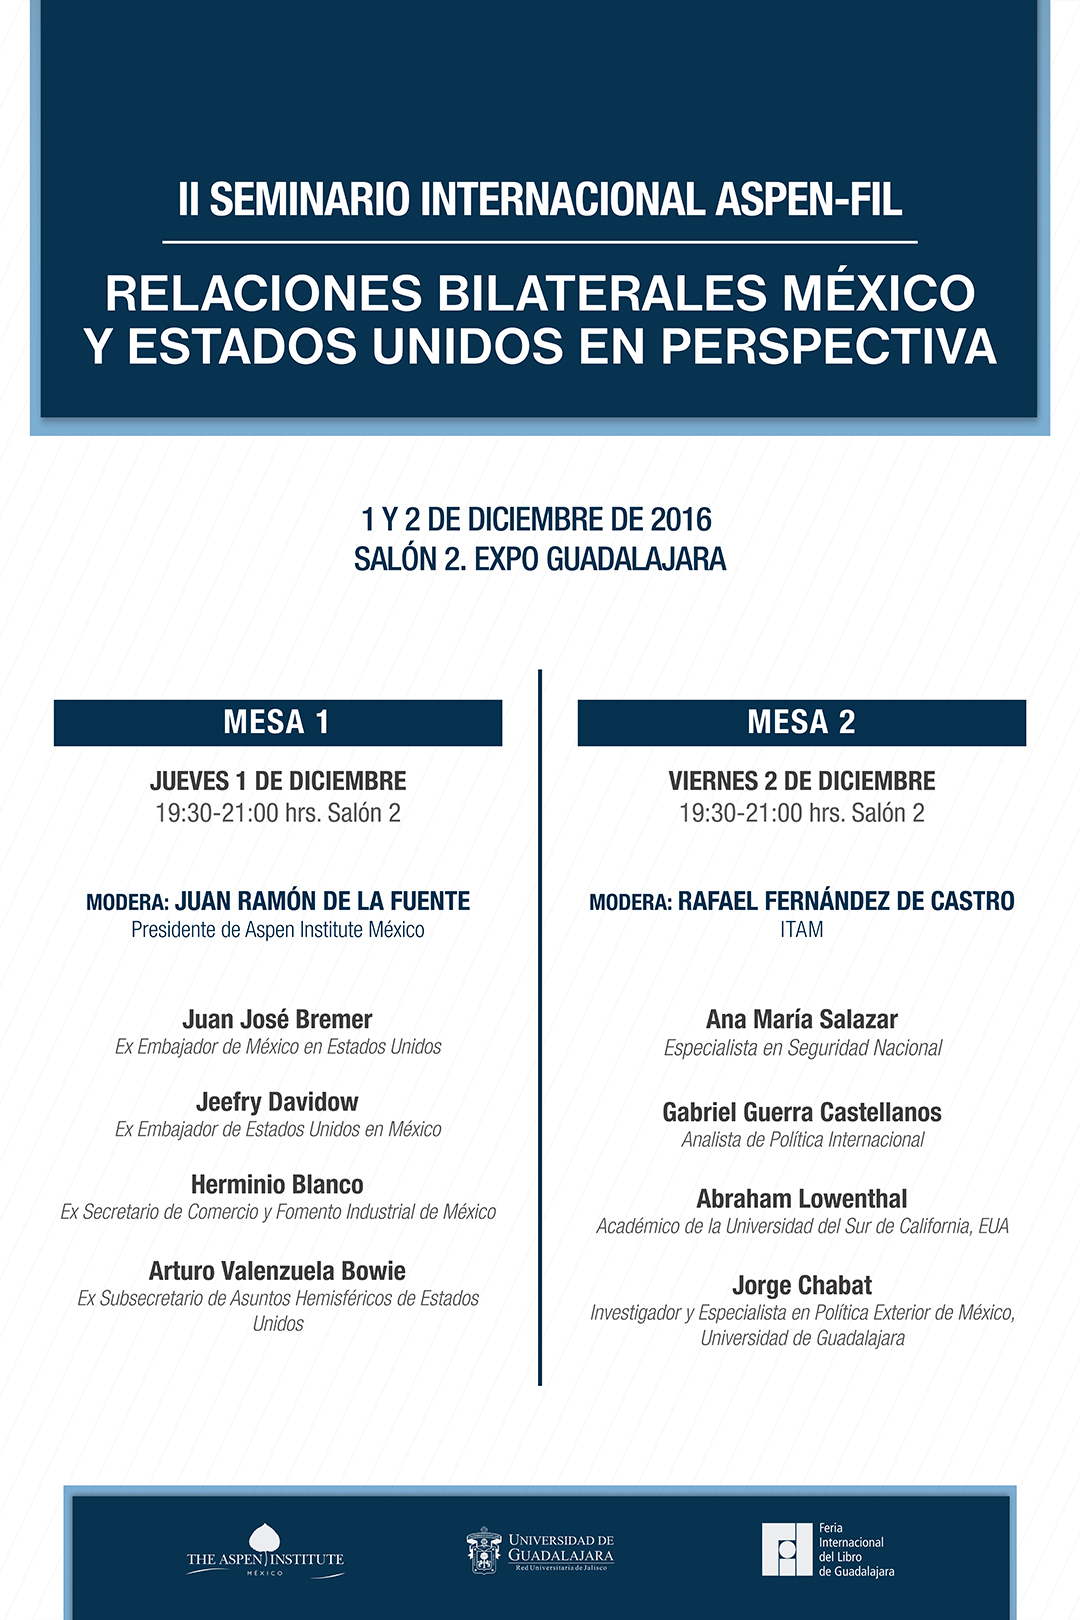 II SEMINARIO INTERNACIONAL ASPEN-FIL
RELACIONES BILATERALES MÉXICO
Y ESTADOS UNIDOS EN PERSPECTIVA
1 Y 2 DE DICIEMBRE DE 2016
SALÓN 2. EXPO GUADALAJARA
MESA 1
JUEVES 1 DE DICIEMBRE
19:30-21:00 hrs. Salón 2
MODERA: JUAN RAMÓN DE LA FUENTE
Presidente de Aspen Institute México
Juan José Bremer
Ex Embajador de México en Estados Unidos
Jeefry Davidow
Ex Embajador de Estados Unidos en México
Herminio Blanco
Ex Secretario de Comercio y Fomento Industrial de México
Arturo Valenzuela Bowie
Ex Subsecretario de Asuntos Hemisféricos de Estados
Unidos
MESA 2
VIERNES 2 DE DICIEMBRE
19:30-21:00 hrs. Salón 2
MODERA: RAFAEL FERNÁNDEZ DE CASTRO
ITAM
Ana María Salazar
Especialista en Seguridad Nacional
Gabriel Guerra Castellanos
Analista de Política Internacional
Abraham Lowenthal
Académico de la Universidad del Sur de California, EUA
Jorge Chabat
Investigador y Especialista en Política Exterior de México,
Universidad de Guadalajara
THE ASPEN INSTITUTE
MÉXICO
UNIVERSIDAD DE
GUADALAJARA
Red Universitaria de Jalisco
Feria
Internacional
del Libro
de Guadalajara